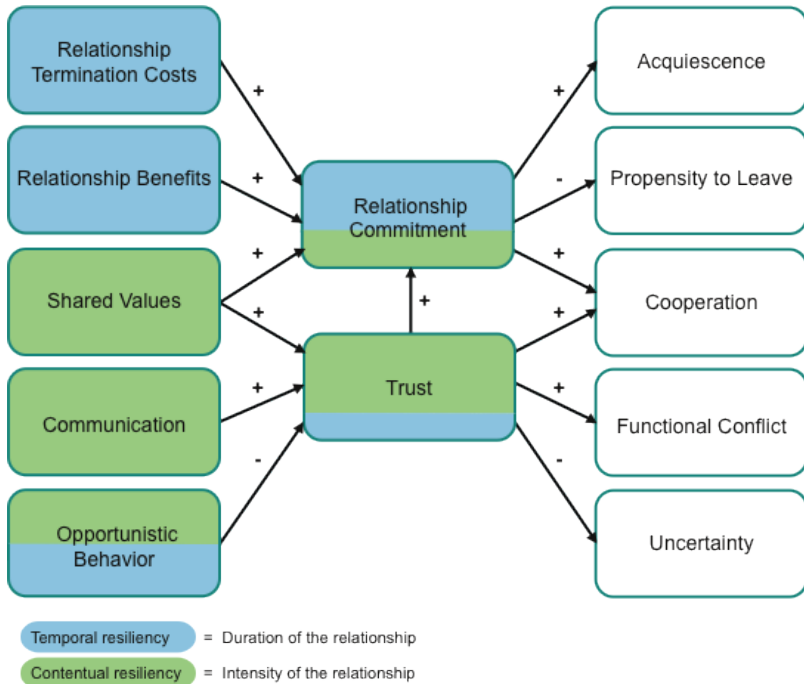 Relationship
Termination Costs
Relationship Benefits
Shared Values
Communication
Opportunistic
Behavior
+
+
+
+
+
-
Relationship
Commitment
+
Trust
+
-
+
+
+
-
Acquiescence
Propensity to Leave
Cooperation
Functional Conflict
Uncertainty
Temporal resiliency = Duration of the relationship
Contentual resiliency = Intensity of the relationship